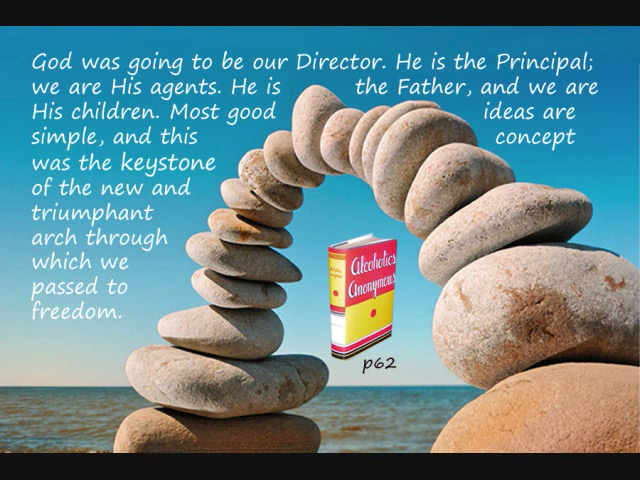 God was going to be our Director. He is the Principal;
we are His agents. He is the Father, and we are
His children. Most good ideas are
simple, and this concept
was the keystone
of the new and
triumphant
arch through
which we
passed to
freedom.
Alcoholics
Anonymous
p62